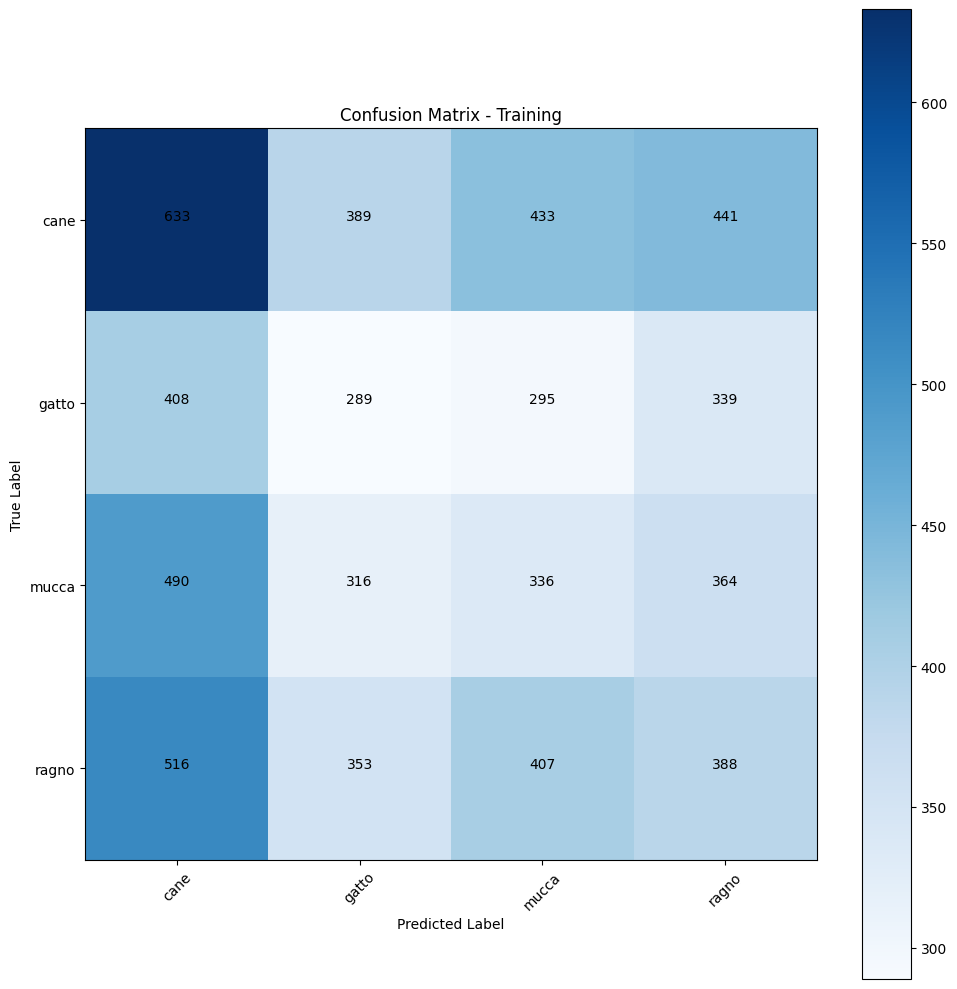 Confusion Matrix - Training
True Label
cane 633 389 433 441
gatto 408 289 295 339
mucca 490 316 336 364
ragno 516 353 407 388
cane gatto mucca ragno
Predicted Label
600
550
500
450
400
350
300